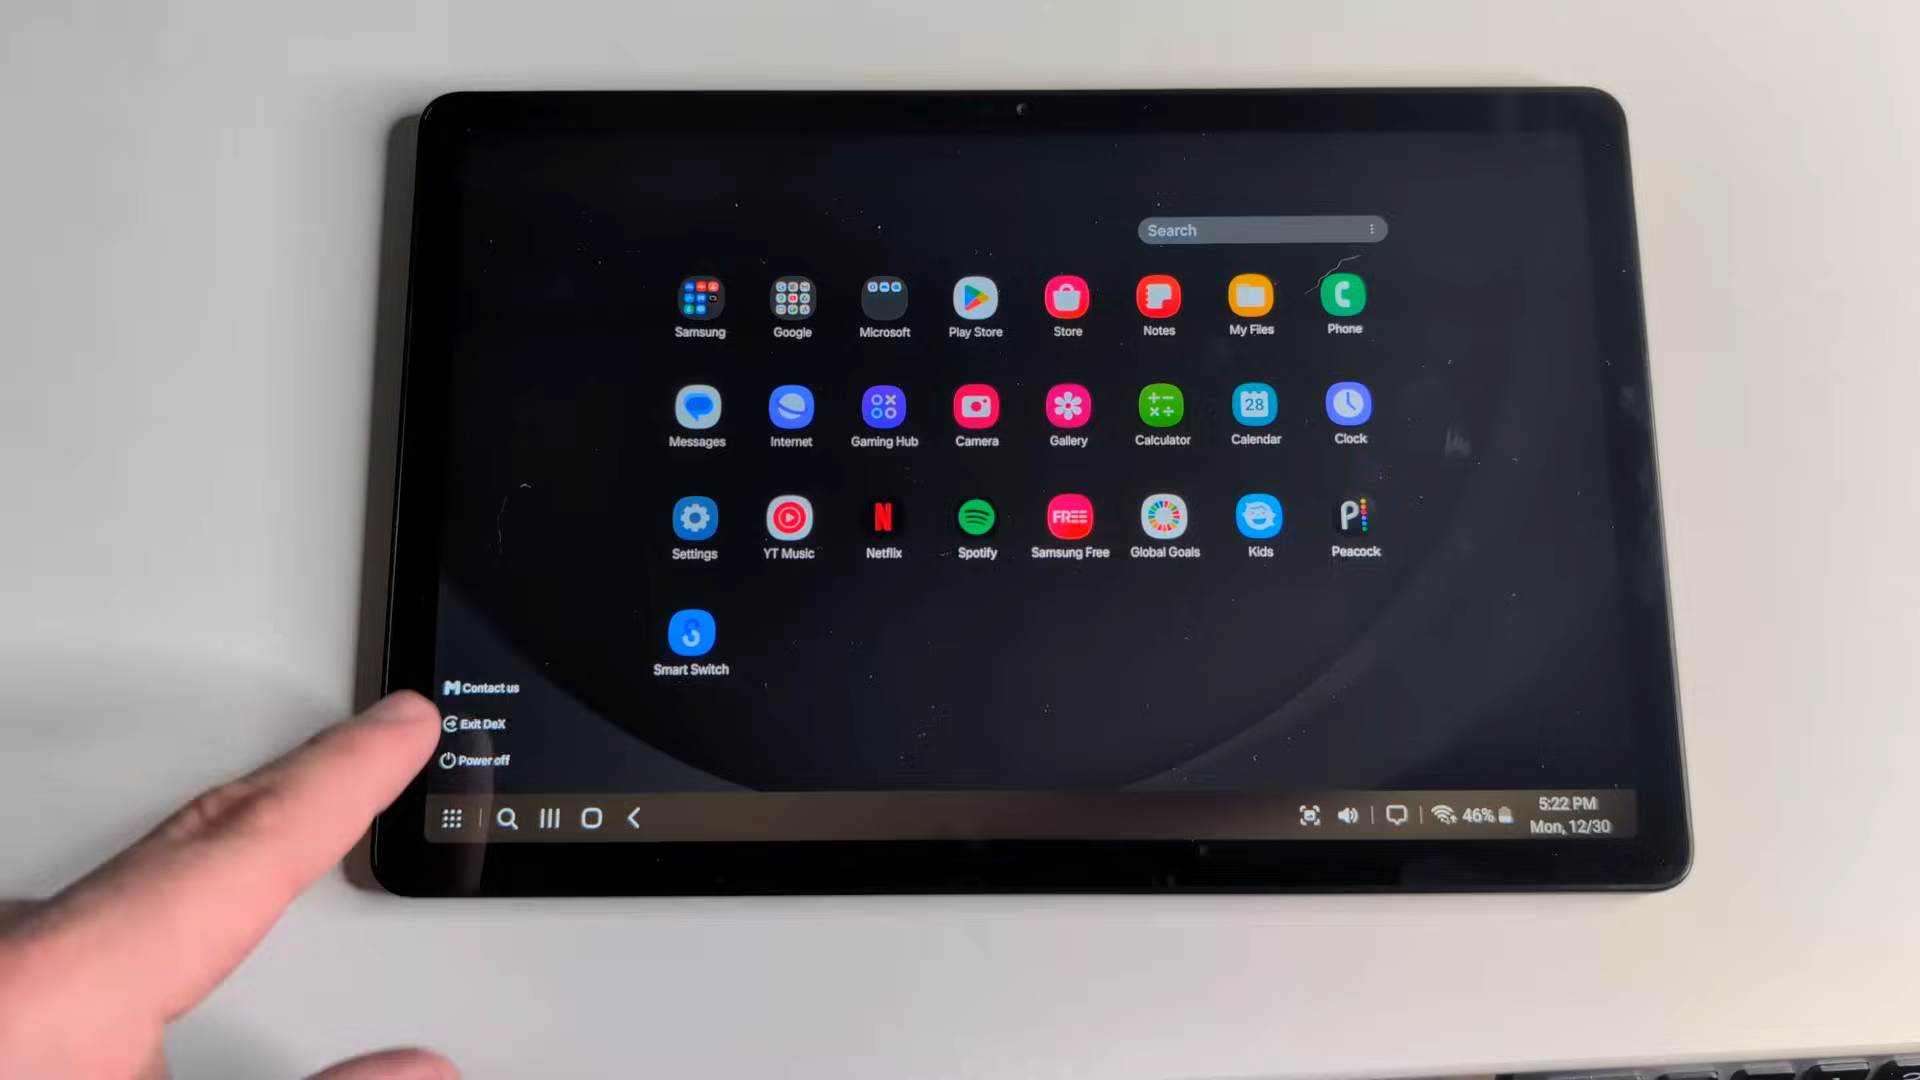 Search
Samsung
Google
Microsoft
Play Store
Store
Notes
My Files
Phone
Messages
Internet
Gaming Hub
Camera
Gallery
Calculator
28
Calendar
Clock
Settings
YT Music
N
Netflix
Spotify
FREE
Samsung Free
Global Goals
Kids
P
Peacock
S
Smart Switch
Contact us
Exit DeX
Power off
46%
5:22 PM
Mon, 12/30